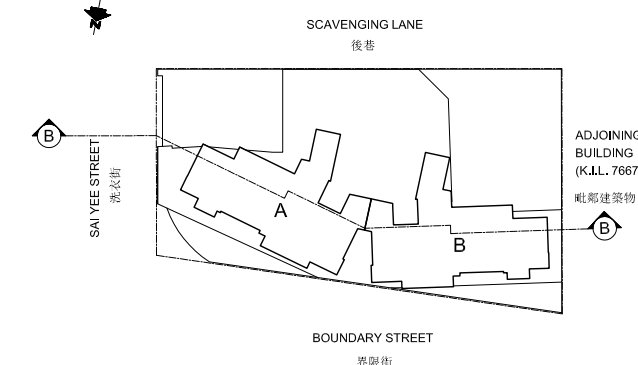 N
SCAVENGING LANE
後巷
B
SAI YEE STREET
洗衣街
ADJOINING
BUILDING
(K.I.L. 7667
毗鄰建築物
A
B
B
BOUNDARY STREET
界限街